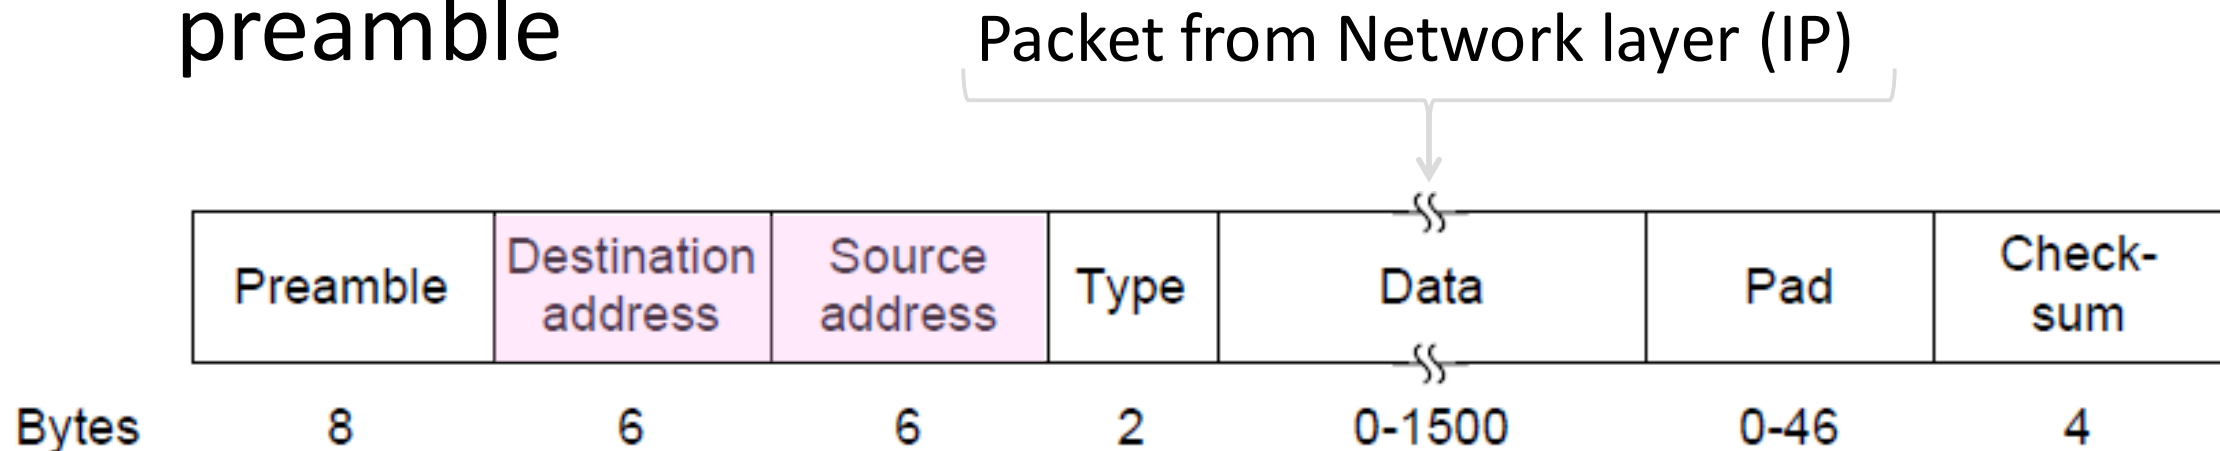 preamble
Packet from Network layer (IP)
Preamble
Destination
address
Source
address
Type
Data
Pad
Check-
sum
Bytes 8 6 6 2 0-1500 0-46 4